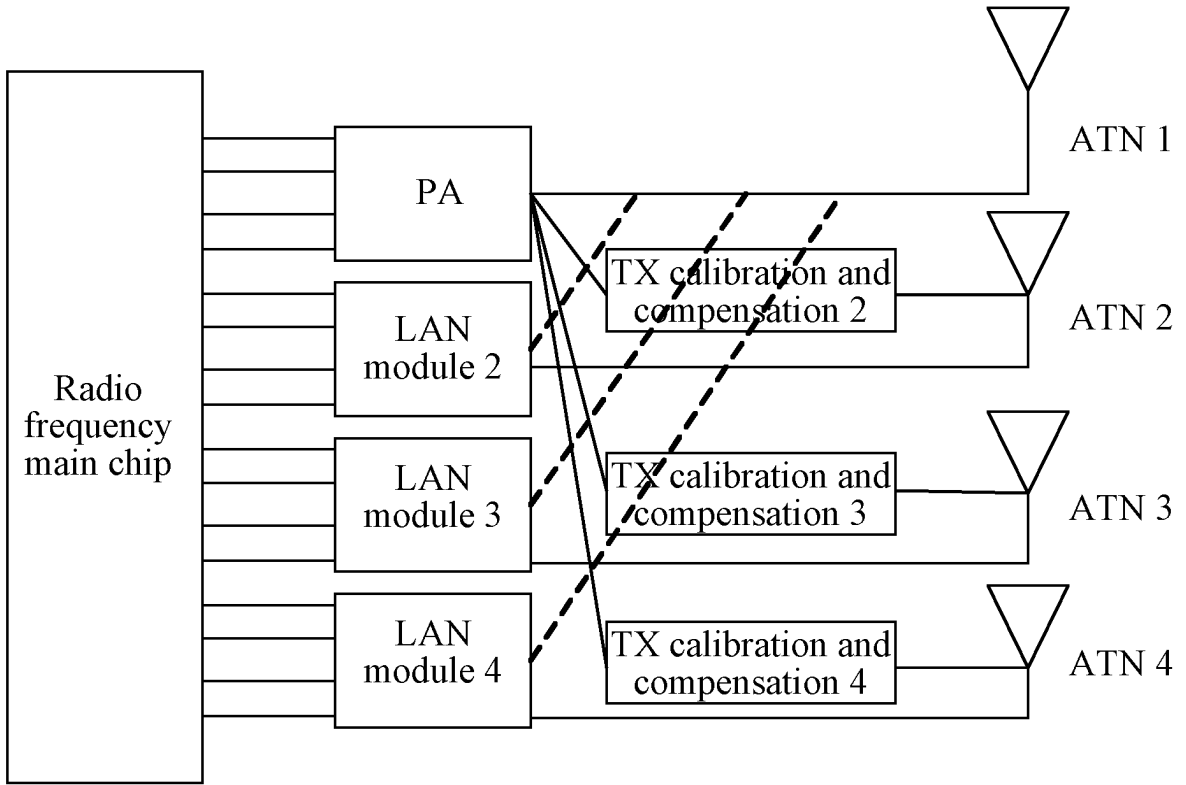 Radio
frequency
main chip
PA
LAN
module 2
LAN
module 3
LAN
module 4
TX calibration and
compensation 2
TX calibration and
compensation 3
TX calibration and
compensation 4
ATN 1
ATN 2
ATN 3
ATN 4